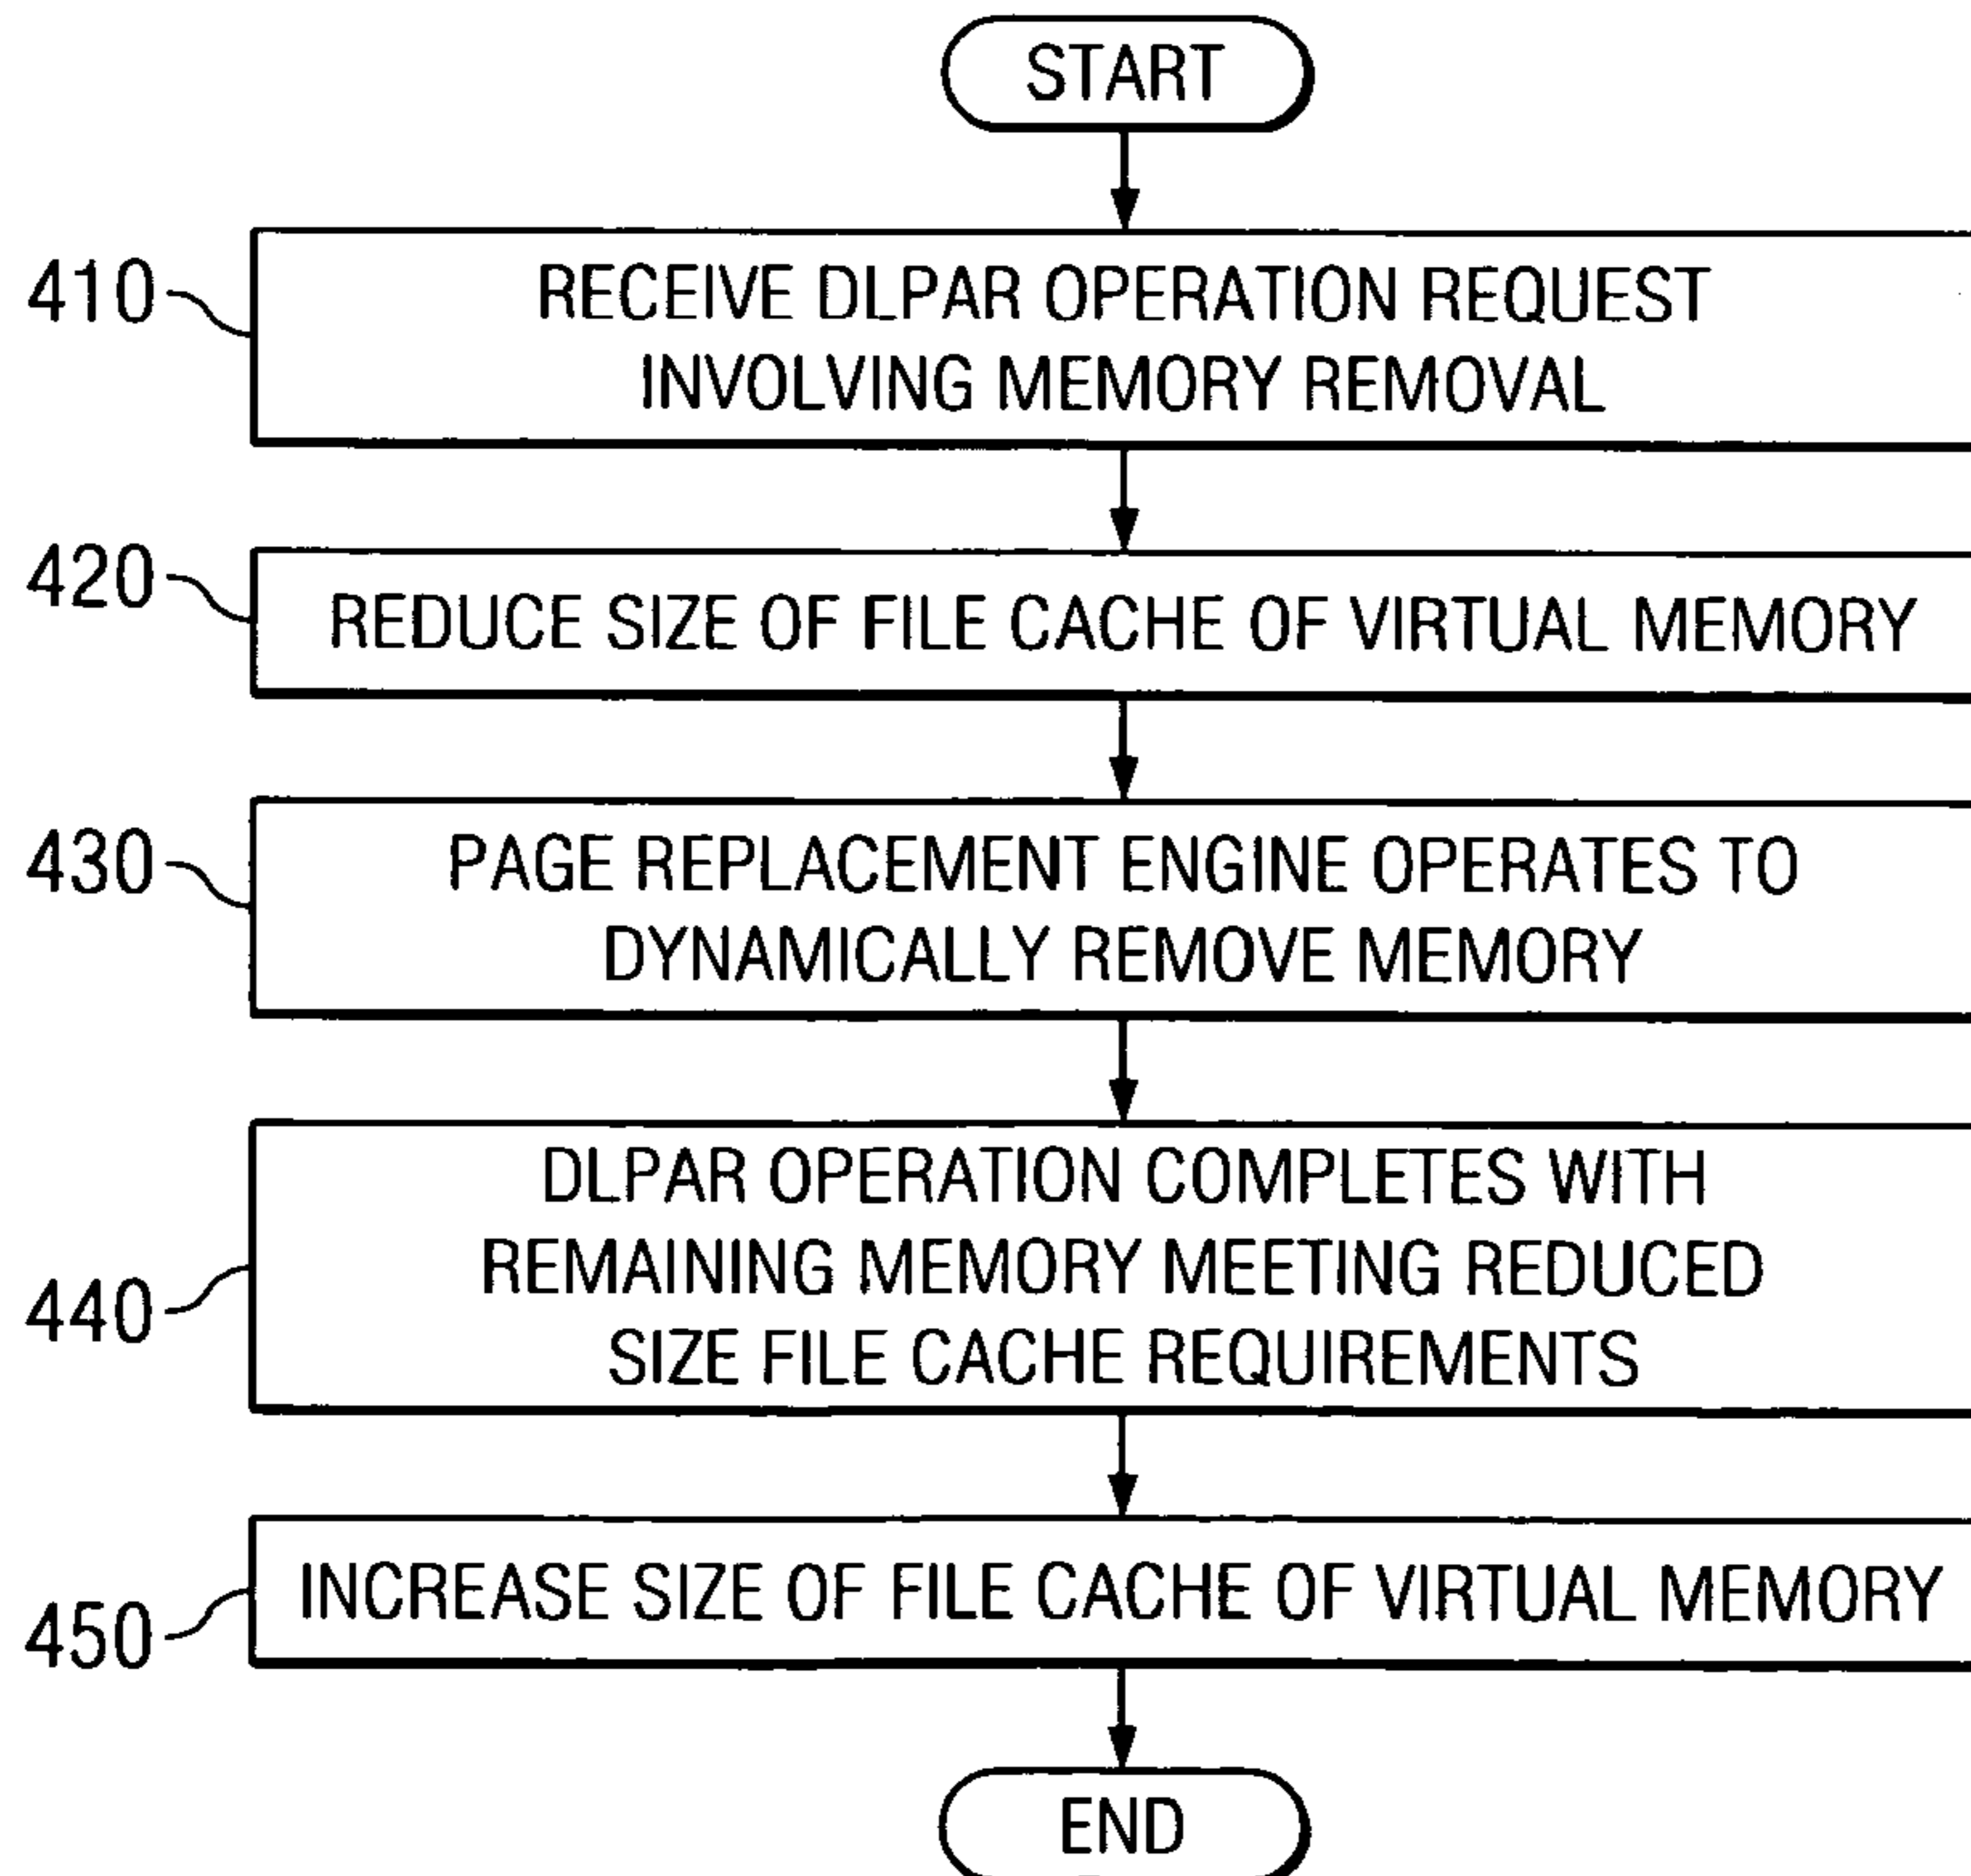 START
410
RECEIVE DLPAR OPERATION REQUEST
INVOLVING MEMORY REMOVAL
420
REDUCE SIZE OF FILE CACHE OF VIRTUAL MEMORY
430
PAGE REPLACEMENT ENGINE OPERATES TO
DYNAMICALLY REMOVE MEMORY
440
DLPAR OPERATION COMPLETES WITH
REMAINING MEMORY MEETING REDUCED
SIZE FILE CACHE REQUIREMENTS
450
INCREASE SIZE OF FILE CACHE OF VIRTUAL MEMORY
END